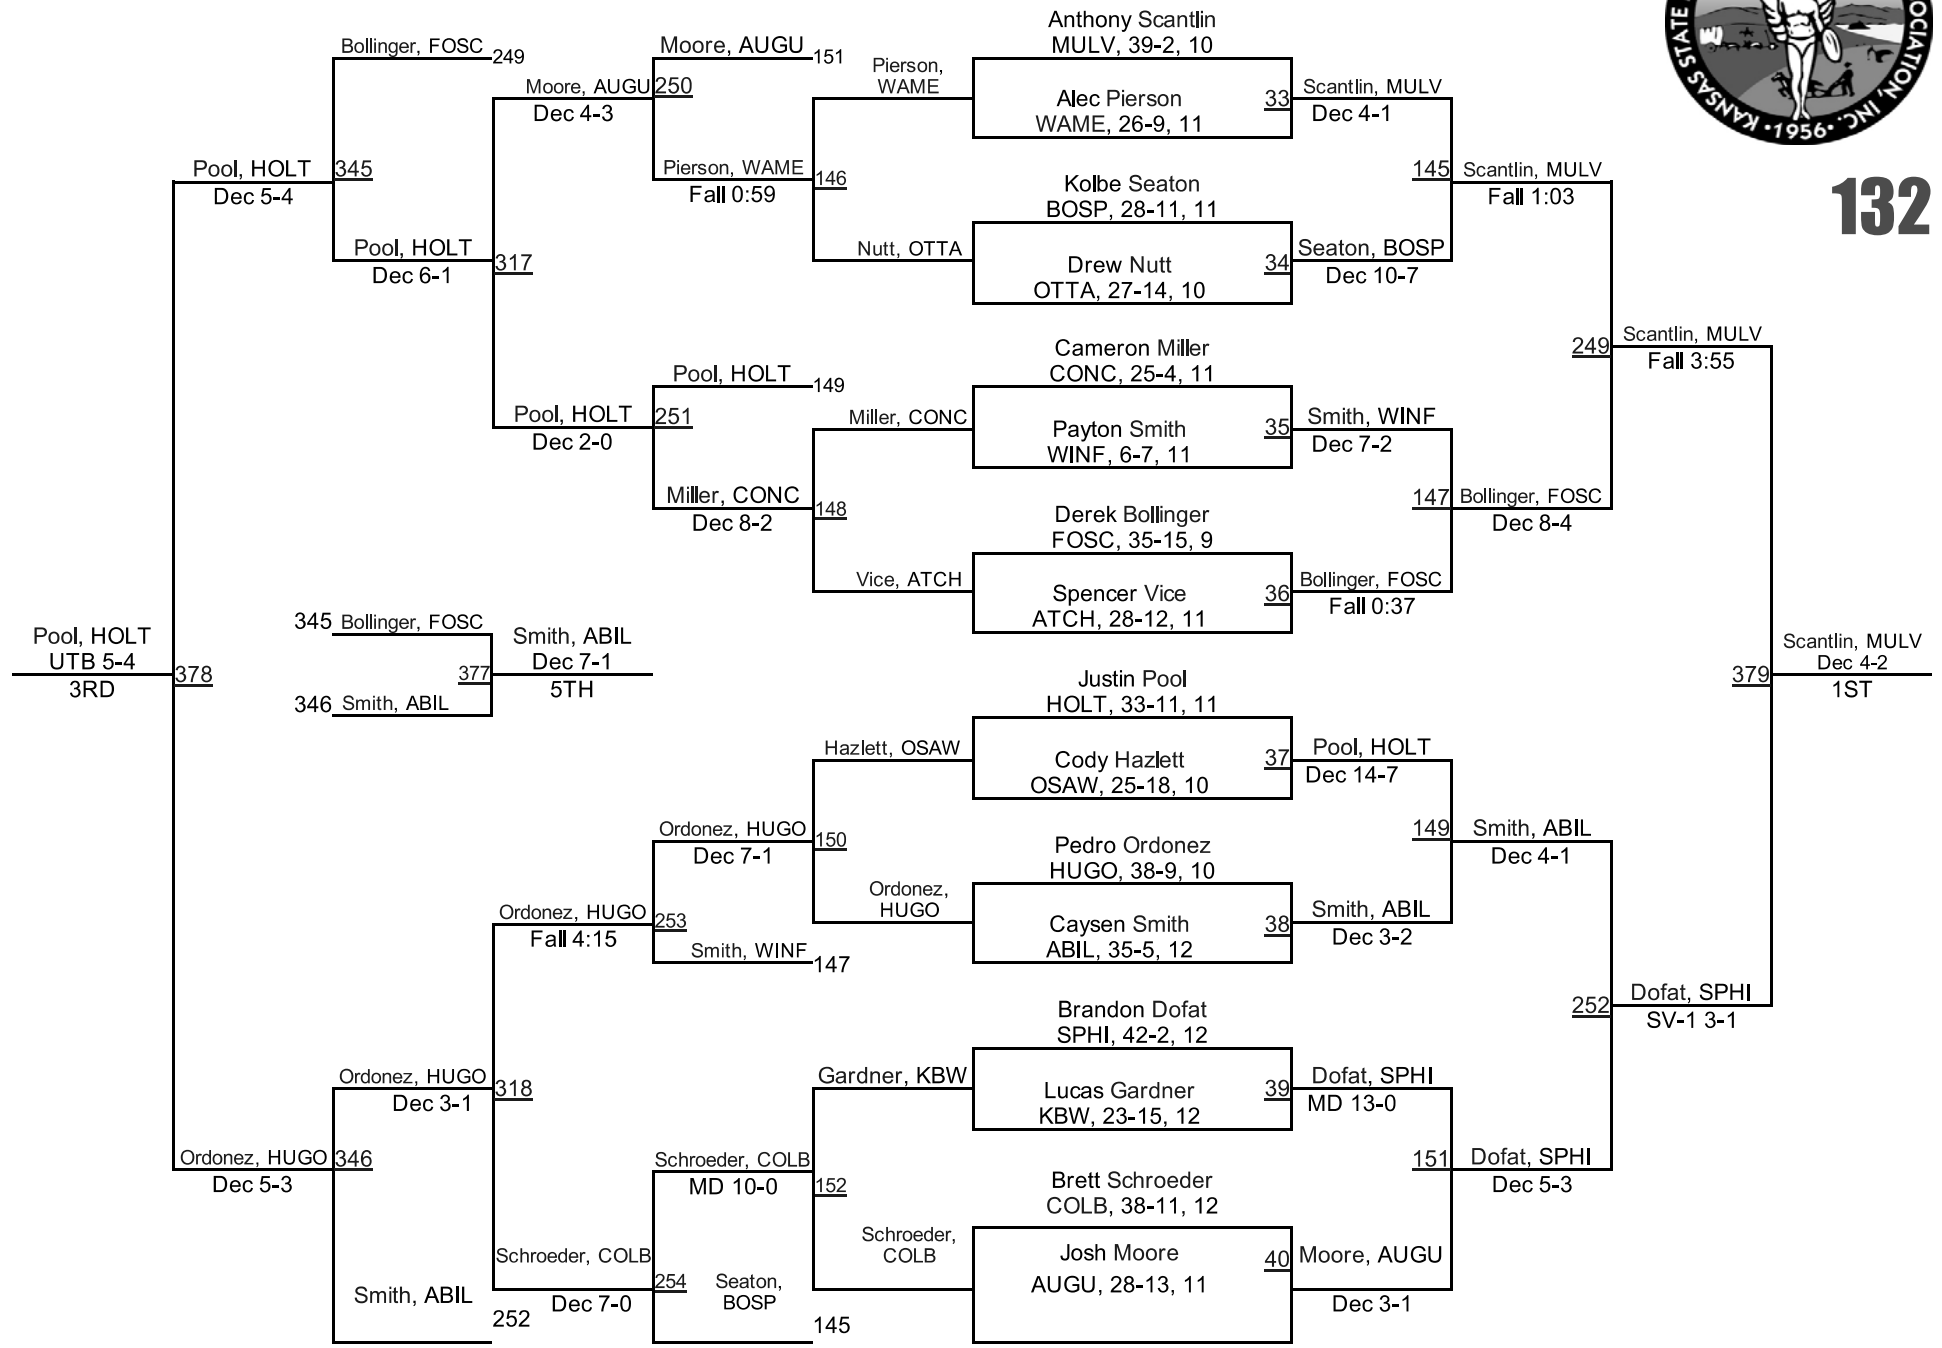 Anthony Scantlin
MULV, 39-2, 10
Alec Pierson
WAME, 26-9, 11
33
Kolbe Seaton
BOSP, 28-11, 11
Drew Nutt
OTTA, 27-14, 10
34
Cameron Miller
CONC, 25-4, 11
Payton Smith
WINF, 6-7, 11
35
Derek Bollinger
FOSC, 35-15, 9
Spencer Vice
ATCH, 28-12, 11
36
Justin Pool
HOLT, 33-11, 11
Cody Hazlett
OSAW, 25-18, 10
37
Pedro Ordonez
HUGO, 38-9, 10
Caysen Smith
ABIL, 35-5, 12
38
Brandon Dofat
SPHI, 42-2, 12
Lucas Gardner
KBW, 23-15, 12
39
Brett Schroeder
COLB, 38-11, 12
Josh Moore
AUGU, 28-13, 11
40
Scantlin, MULV
Dec 4-1
Seaton, BOSP
Dec 10-7
Smith, WINF
Dec 7-2
Bollinger, FOSC
Fall 0:37
Pool, HOLT
Dec 14-7
Smith, ABIL
Dec 3-2
Dofat, SPHI
MD 13-0
Moore, AUGU
Dec 3-1
145
Scantlin, MULV
Fall 1:03
147
Bollinger, FOSC
Dec 8-4
149
Smith, ABIL
Dec 4-1
151
Dofat, SPHI
Dec 5-3
249
Scantlin, MULV
Fall 3:55
252
Dofat, SPHI
SV-1 3-1
379
Scantlin, MULV
Dec 4-2
1ST
Pierson,
WAME
Nutt, OTTA
Miller, CONC
Vice, ATCH
Hazlett, OSAW
Ordonez,
HUGO
Gardner, KBW
Schroeder,
COLB
Moore, AUGU
151
Pierson, WAME
Fall 0:59
146
Pool, HOLT
149
Miller, CONC
Dec 8-2
148
Ordonez, HUGO
Dec 7-1
150
Smith, WINF
147
Schroeder, COLB
MD 10-0
152
Seaton,
BOSP
145
Moore, AUGU
Dec 4-3
250
Pool, HOLT
Dec 2-0
251
Ordonez, HUGO
Fall 4:15
253
Schroeder, COLB
Dec 7-0
254
Bollinger, FOSC
249
Pool, HOLT
Dec 6-1
317
Ordonez, HUGO
Dec 3-1
318
Smith, ABIL
252
Pool, HOLT
Dec 5-4
345
Ordonez, HUGO
Dec 5-3
346
345 Bollinger, FOSC
346 Smith, ABIL
377
Smith, ABIL
Dec 7-1
5TH
Pool, HOLT
UTB 5-4
3RD
378
KANSAS STATE
OCIATION, INC.
•1956•
132